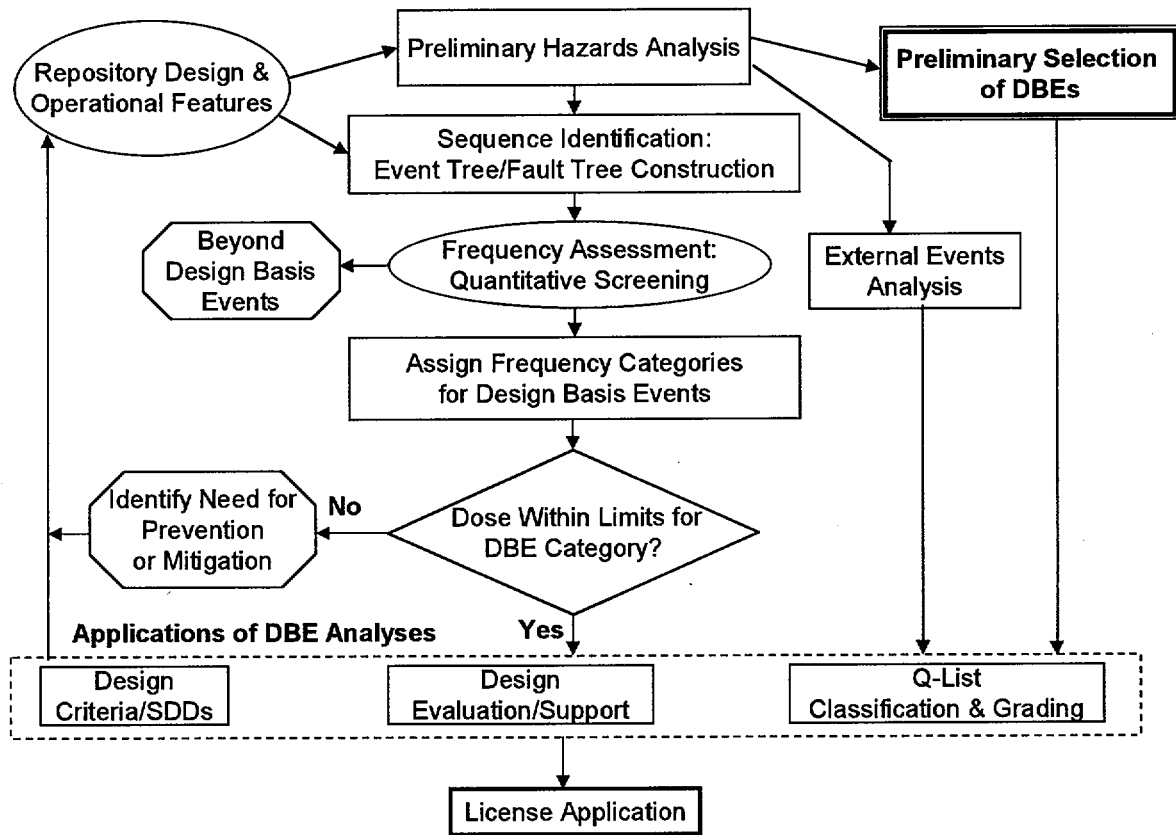 Repository Design &
Operational Features
Preliminary Hazards Analysis
Preliminary Selection
of DBEs
Sequence Identification:
Event Tree/Fault Tree Construction
Beyond
Design Basis
Events
Frequency Assessment:
Quantitative Screening
External Events
Analysis
Assign Frequency Categories
for Design Basis Events
Identify Need for
Prevention
or Mitigation
No
Dose Within Limits for
DBE Category?
Yes
Applications of DBE Analyses
Design
Criteria/SDDs
Design
Evaluation/Support
Q-List
Classification & Grading
License Application